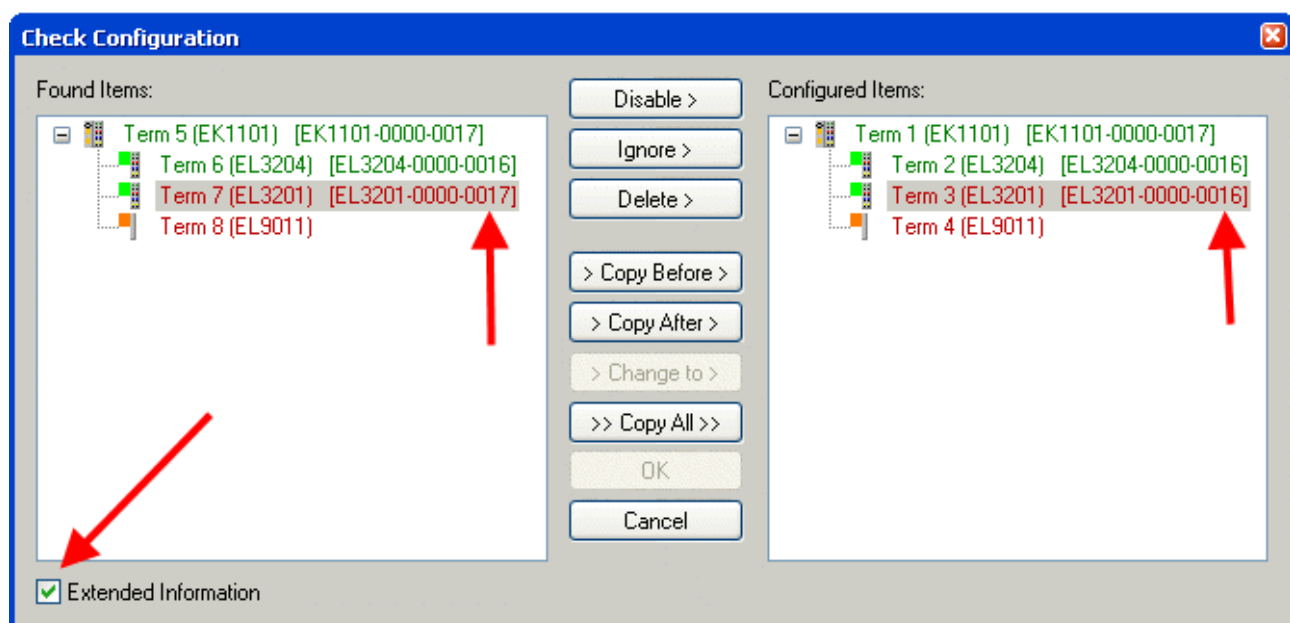 Check Configuration
Found Items:
Term 5 (EK1101) [EK1101-0000-0017]
Term 6 (EL3204) [EL3204-0000-0016]
Term 7 (EL3201) [EL3201-0000-0017]
Term 8 (EL9011)
Disable >
Ignore >
Delete >
> Copy Before >
> Copy After >
> Change to >
>> Copy All >>
OK
Cancel
Configured Items:
Term 1 (EK1101) [EK1101-0000-0017]
Term 2 (EL3204) [EL3204-0000-0016]
Term 3 (EL3201) [EL3201-0000-0016]
Term 4 (EL9011)
Extended Information